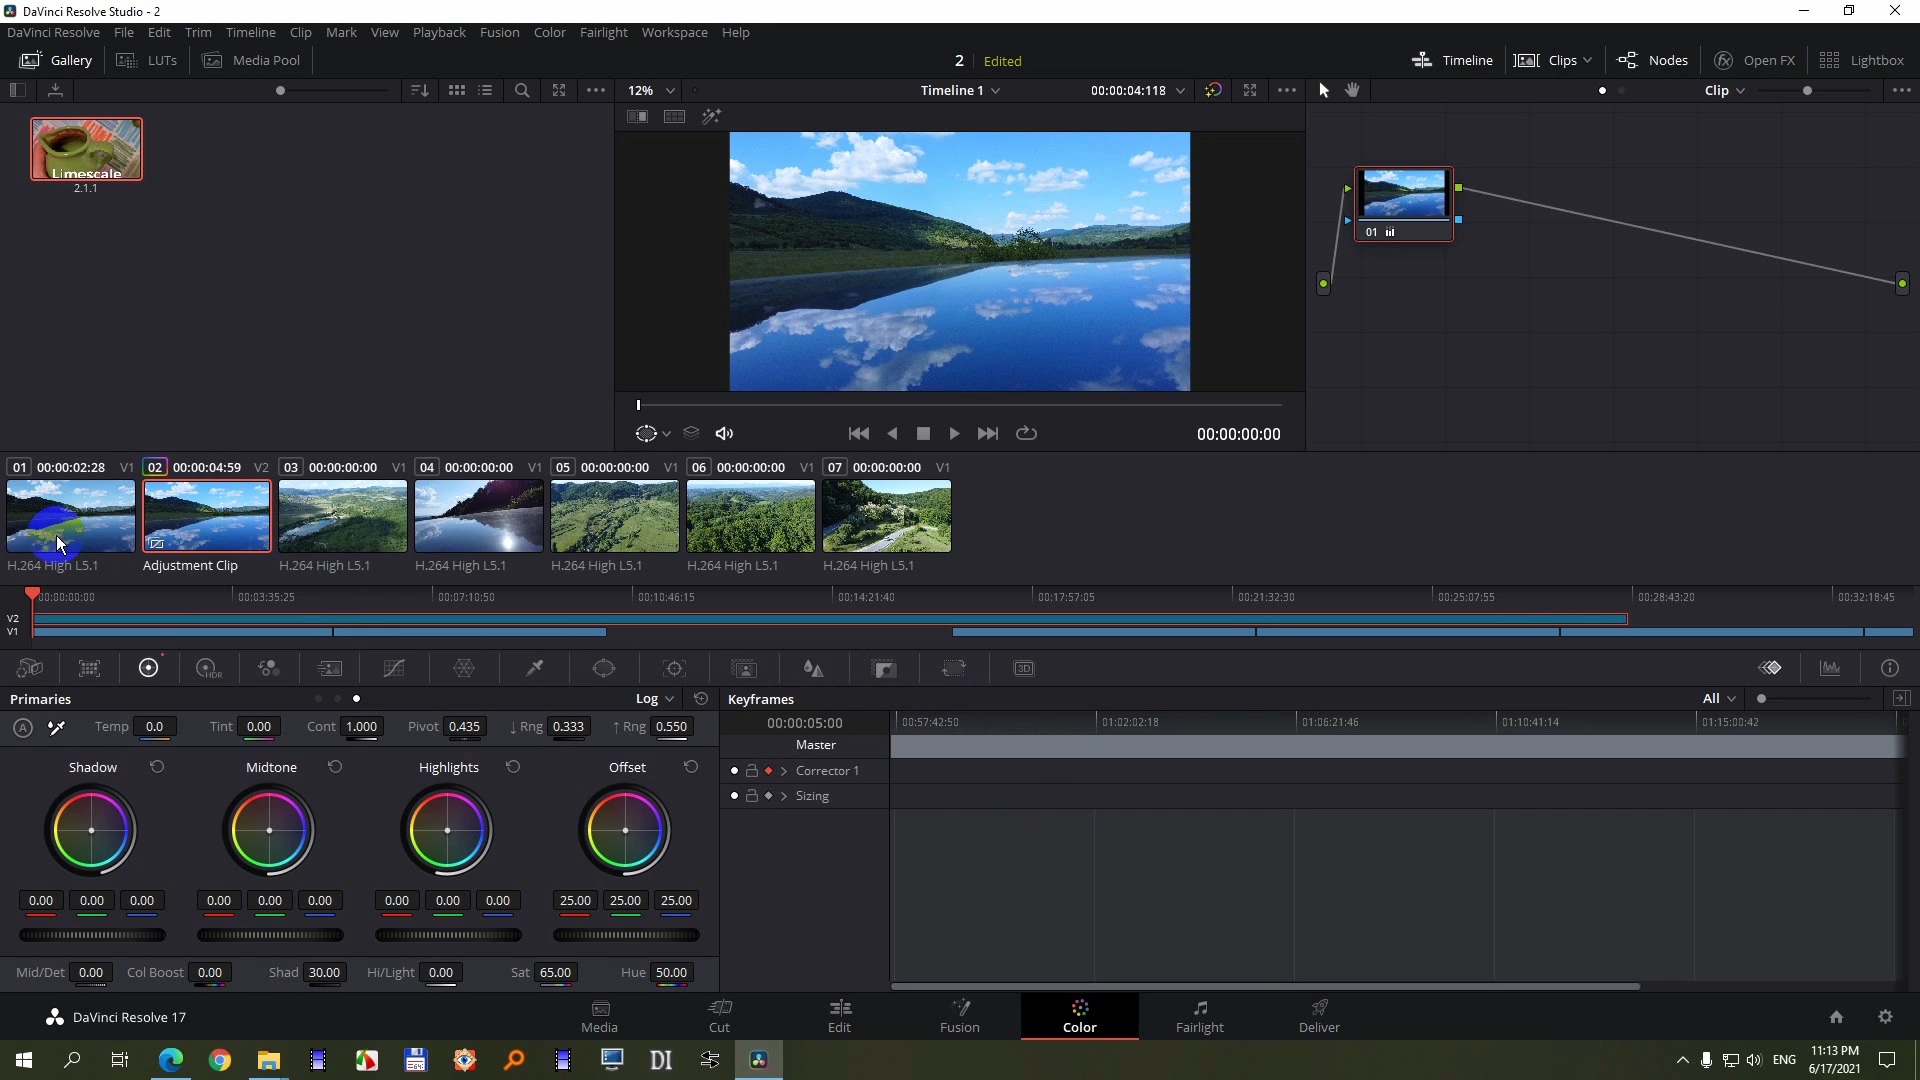 DaVinci Resolve Studio - 2
DaVinci Resolve File Edit Trim Timeline Clip Mark View Playback Fusion Color Fairlight Workspace Help
Gallery LUTs Media Pool 2 Edited Timeline Clips Nodes Open FX Lightbox
12% Timeline 1 00:00:04:118 Clip
Limescale
2.1.1
01
00:00:00:00
01 00:00:02:28 V1 02 00:00:04:59 V2 03 00:00:00:00 V1 04 00:00:00:00 V1 05 00:00:00:00 V1 06 00:00:00:00 V1 07 00:00:00:00 V1
H.264 High L5.1 Adjustment Clip H.264 High L5.1 H.264 High L5.1 H.264 High L5.1 H.264 High L5.1 H.264 High L5.1
00:00:00:00 00:03:35:25 00:07:10:50 00:10:46:15 00:14:21:40 00:17:57:05 00:21:32:30 00:25:07:55 00:28:43:20 00:32:18:45
V2
V1
HDR 3D
Primaries Log Keyframes All
A Temp 0.0 Tint 0.00 Cont 1.000 Pivot 0.435 ↓ Rng 0.333 ↑ Rng 0.550
00:00:05:00 00:57:42:50 01:02:02:18 01:06:21:46 01:10:41:14 01:15:00:42
Master
Corrector 1
Sizing
Shadow Midtone Highlights Offset
0.00 0.00 0.00 0.00 0.00 0.00 0.00 0.00 0.00 25.00 25.00 25.00
Mid/Det 0.00 Col Boost 0.00 Shad 30.00 Hi/Light 0.00 Sat 65.00 Hue 50.00
DaVinci Resolve 17 Media Cut Edit Fusion Color Fairlight Deliver
DI ENG 11:13 PM
6/17/2021